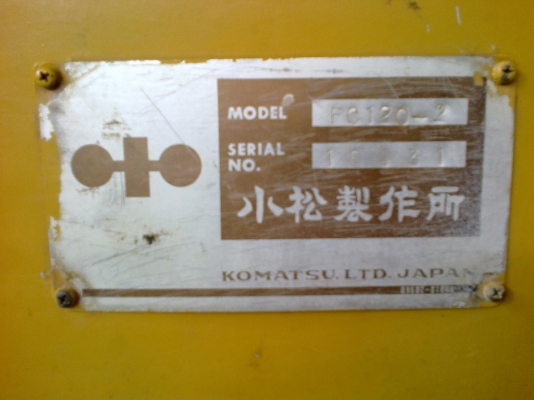 MODEL PC120-2
SERIAL
NO.
小松製作所
KOMATSU. LTD. JAPAN